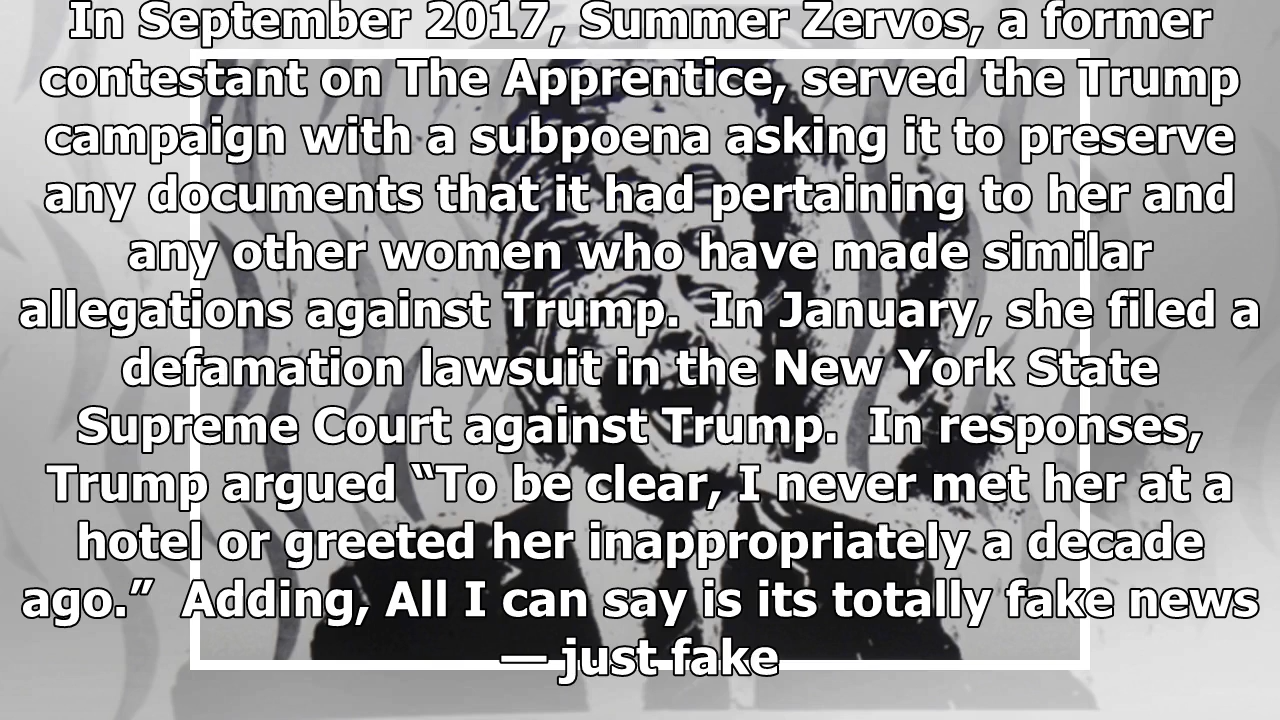 In September 2017, Summer Zervos, a former
contestant on The Apprentice, served the Trump
campaign with a subpoena asking it to preserve
any documents that it had pertaining to her and
any other women who have made similar
allegations against Trump.  In January, she filed a
defamation lawsuit in the New York State
Supreme Court against Trump.  In responses,
Trump argued “To be clear, I never met her at a
hotel or greeted her inappropriately a decade
ago.”  Adding, All I can say is its totally fake news
— just fake